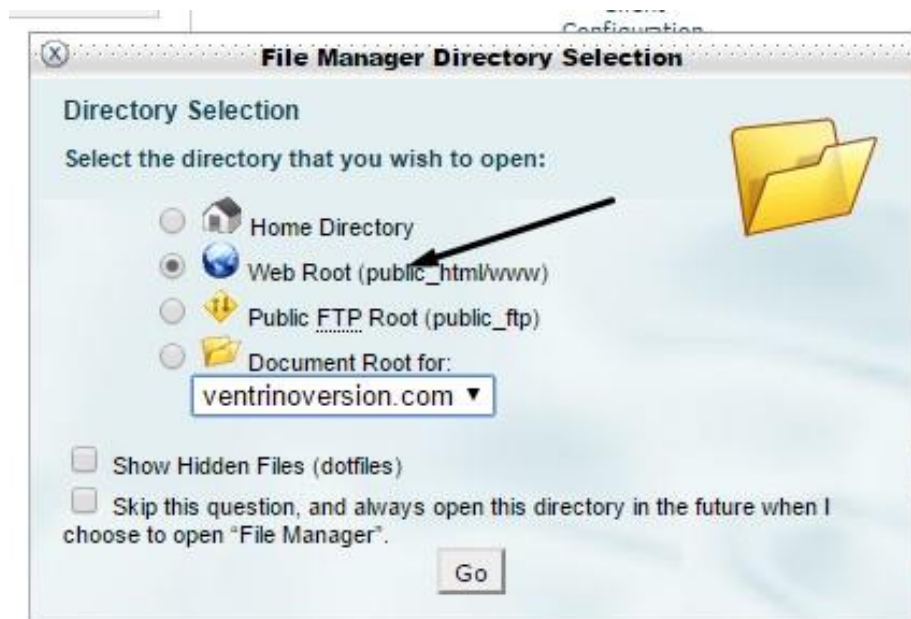 Configuration
File Manager Directory Selection
Directory Selection
Select the directory that you wish to open:
Home Directory
Web Root (public_html/www)
Public FTP Root (public_ftp)
Document Root for:
ventrinoversion.com
Show Hidden Files (dotfiles)
Skip this question, and always open this directory in the future when I
choose to open “File Manager”.
Go